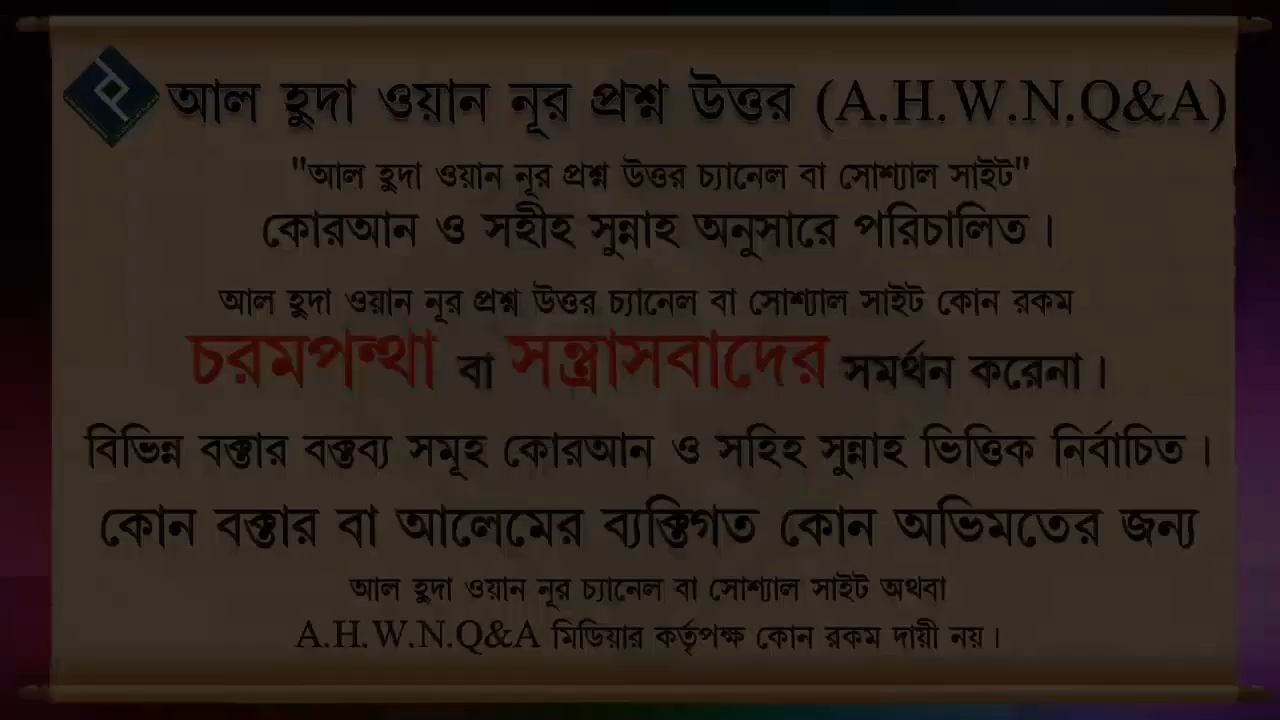 আল হুদা ওয়ান নূর প্রশ্ন উত্তর (A.H.W.N.Q&A)
"আল হুদা ওয়ান নূর প্রশ্ন উত্তর চ্যানেল বা সোশ্যাল সাইট"
কোরআন ও সহীহ সুন্নাহ অনুসারে পরিচালিত।
আল হুদা ওয়ান নূর প্রশ্ন উত্তর চ্যানেল বা সোশ্যাল সাইট কোন রকম
চরমপন্থা বা সন্ত্রাসবাদের সমর্থন করেনা।
বিভিন্ন বক্তার বক্তব্য সমূহ কোরআন ও সহিহ সুন্নাহ ভিত্তিক নির্বাচিত।
কোন বক্তার বা আলেমের ব্যক্তিগত কোন অভিমতের জন্য
আল হুদা ওয়ান নূর চ্যানেল বা সোশ্যাল সাইট অথবা
A.H.W.N.Q&A মিডিয়ার কর্তৃপক্ষ কোন রকম দায়ী নয়।